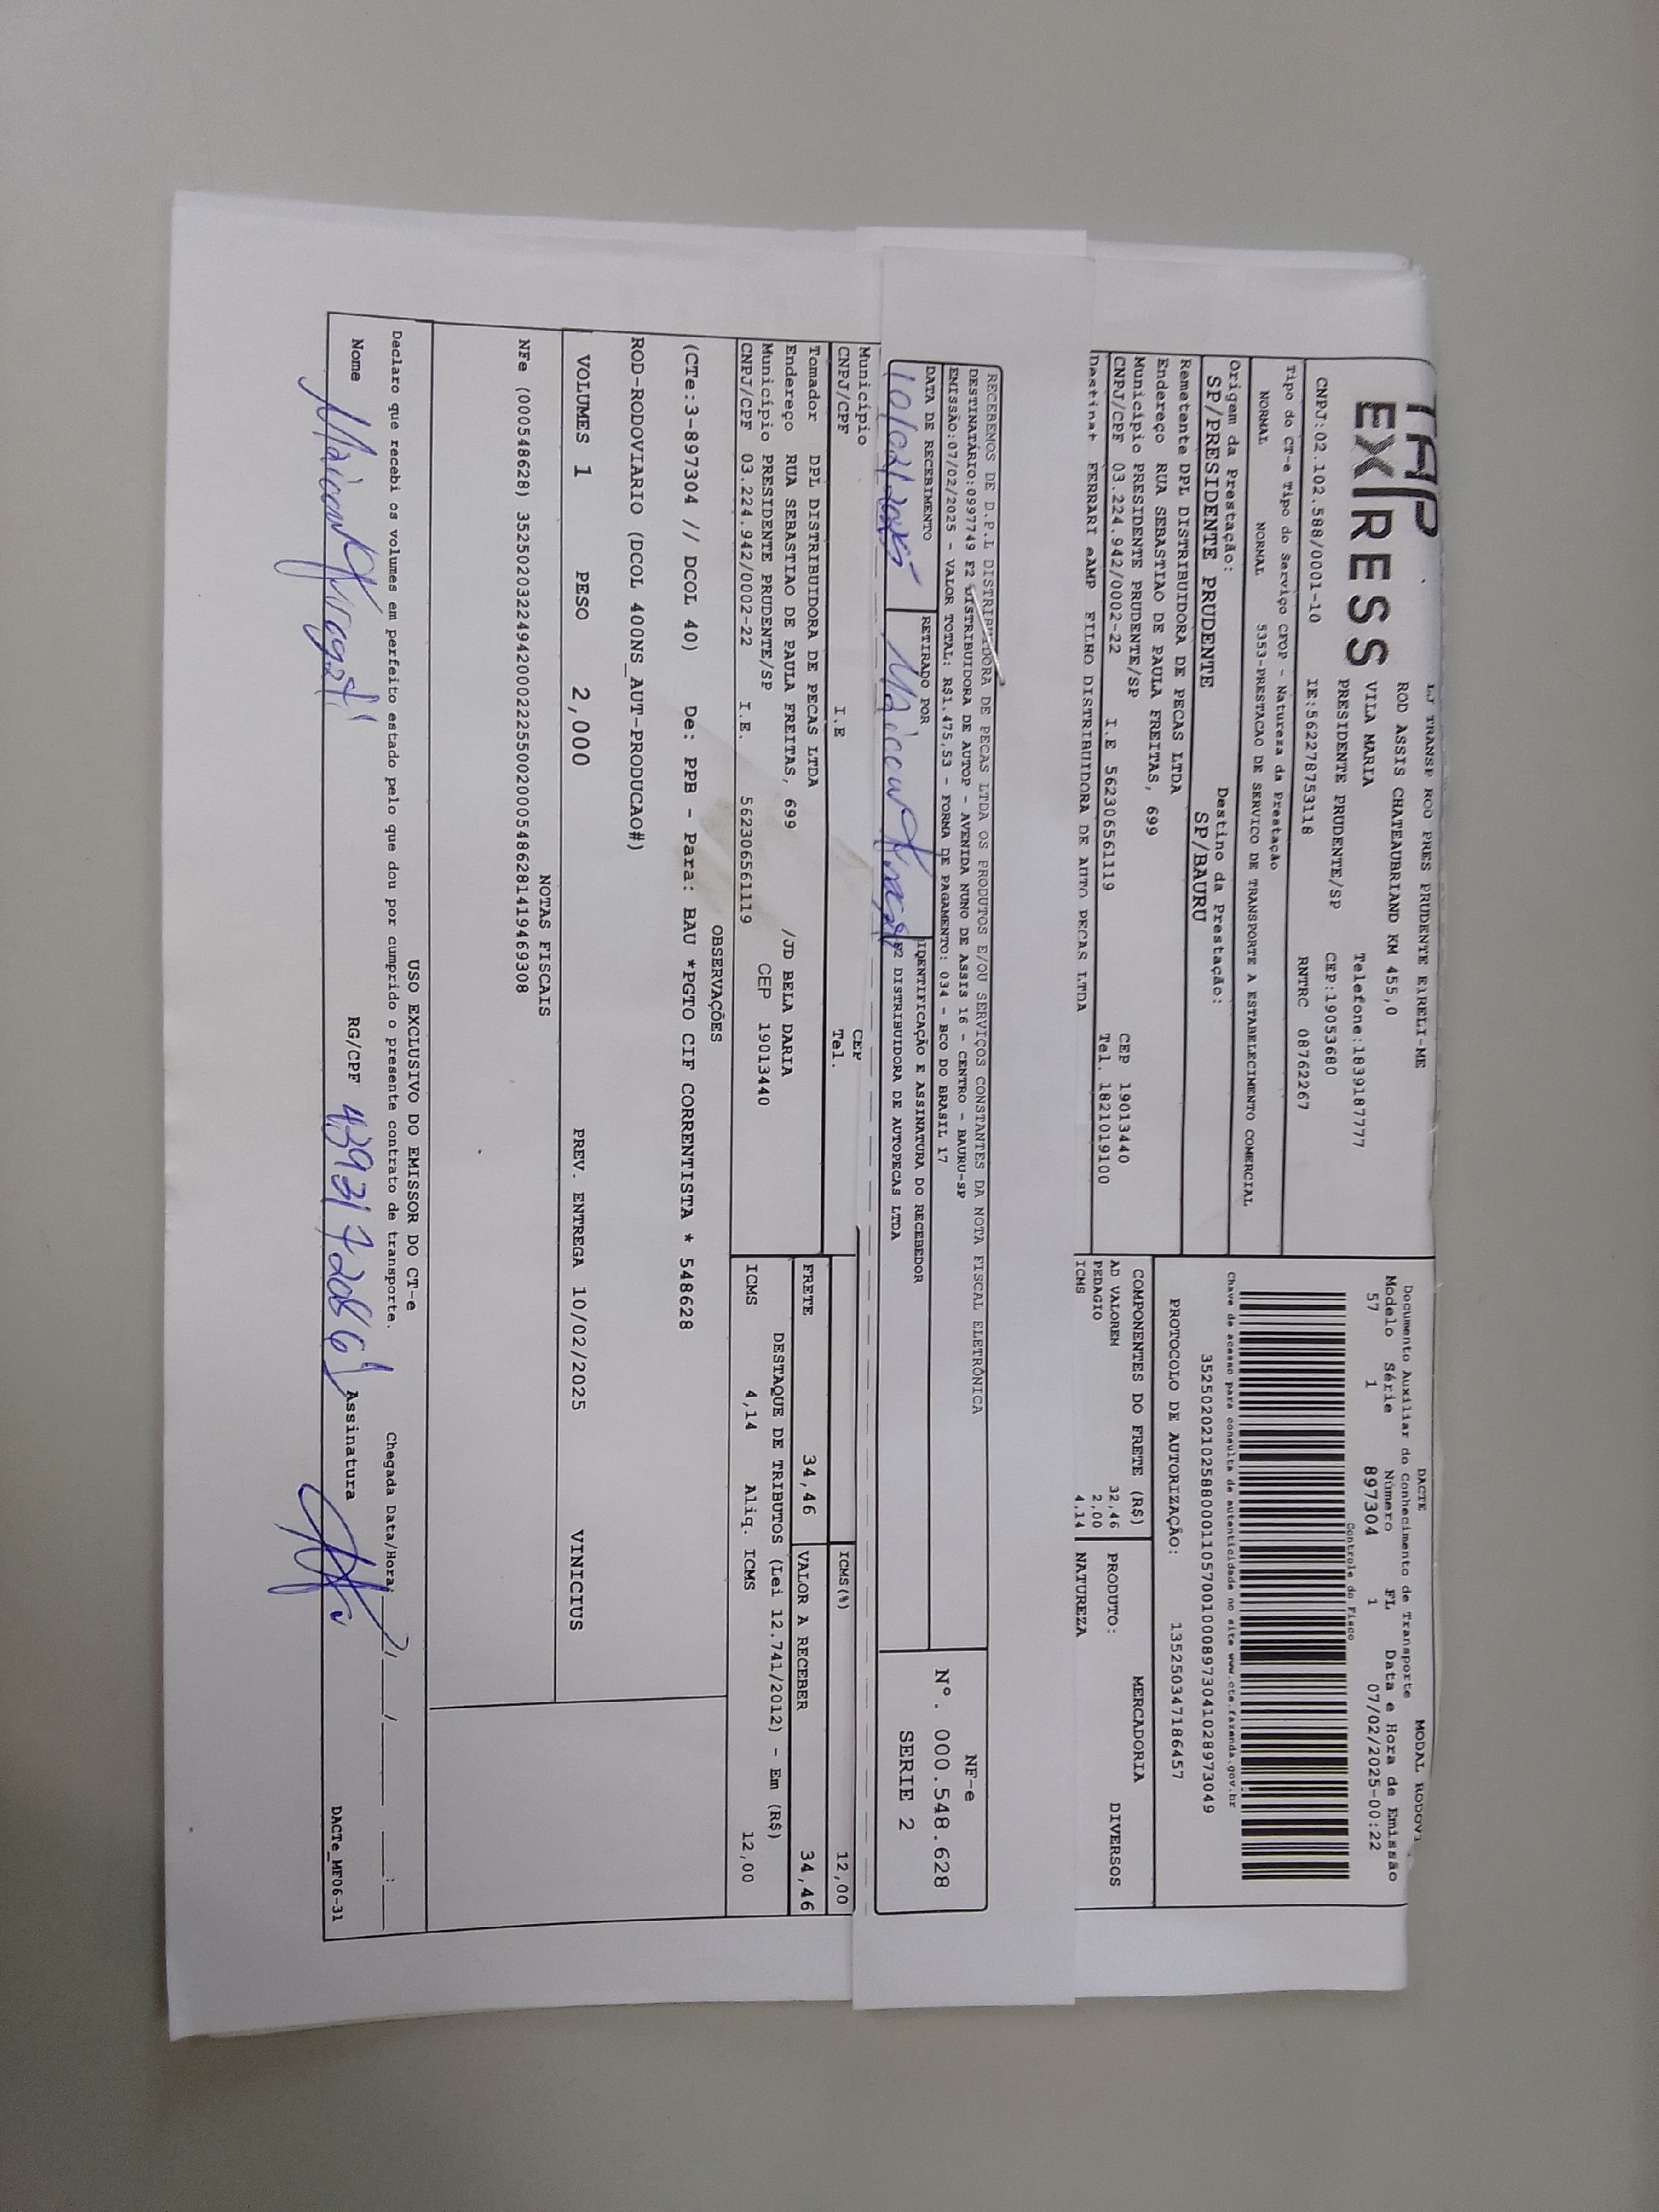 TAP
EXPRESS
LJ TRANSP ROD PRES PRUDENTE EIRELI-ME
ROD ASSIS CHATEAUBRIAND KM 455,0
VILA MARIA Telefone:1839187777
PRESIDENTE PRUDENTE/SP CEP:19053680
CNPJ:02.102.588/0001-10 IE:562278753118 RNTRC 08762267
DACTE MODAL RODOVI
Documento Auxiliar do Conhecimento de Transporte
Modelo Série Número FL Data e Hora de Emissão
57 1 897304 1 07/02/2025-00:22
Controle do Fisco
Tipo do CT-e Tipo do Serviço CFOP - Natureza da Prestação
NORMAL NORMAL 5353-PRESTACAO DE SERVICO DE TRANSPORTE A ESTABELECIMENTO COMERCIAL
Chave de acesso para consulta de autenticidade no site www.cte.fazenda.gov.br
35250202102588000110570010008973041028973049
Origem da Prestação: Destino da Prestação:
SP/PRESIDENTE PRUDENTE SP/BAURU
PROTOCOLO DE AUTORIZAÇÃO: 135250347186457
Remetente DPL DISTRIBUIDORA DE PECAS LTDA
Endereço RUA SEBASTIAO DE PAULA FREITAS, 699
Município PRESIDENTE PRUDENTE/SP CEP 19013440
CNPJ/CPF 03.224.942/0002-22 I.E 562306561119 Tel. 1821019100
Destinat FERRARI &AMP FILHO DISTRIBUIDORA DE AUTO PECAS LTDA
COMPONENTES DO FRETE (R$) MERCADORIA
AD VALOREM 32,46 PRODUTO: DIVERSOS
PEDAGIO 2,00
ICMS 4,14 NATUREZA
RECEBEMOS DE D.P.L DISTRIBUIDORA DE PECAS LTDA OS PRODUTOS E/OU SERVIÇOS CONSTANTES DA NOTA FISCAL ELETRÔNICA
DESTINATÁRIO:0997749 F2 DISTRIBUIDORA DE AUTOP - AVENIDA NUNO DE ASSIS 16 - CENTRO - BAURU-SP
EMISSÃO:07/02/2025 - VALOR TOTAL: R$1.475,53 - FORMA DE PAGAMENTO: 034 - BCO DO BRASIL 17
DATA DE RECEBIMENTO RETIRADO POR IDENTIFICAÇÃO E ASSINATURA DO RECEBEDOR
10/02/2025 F2 DISTRIBUIDORA DE AUTOPECAS LTDA
NF-e
Nº. 000.548.628
SERIE 2
Município CEP
CNPJ/CPF I.E Tel.
ICMS(%) 12,00
Tomador DPL DISTRIBUIDORA DE PECAS LTDA
Endereço RUA SEBASTIAO DE PAULA FREITAS, 699 /JD BELA DARIA
Município PRESIDENTE PRUDENTE/SP CEP 19013440
CNPJ/CPF 03.224.942/0002-22 I.E. 562306561119
FRETE 34,46 VALOR A RECEBER 34,46
DESTAQUE DE TRIBUTOS (Lei 12.741/2012) - Em (R$)
ICMS 4,14 Aliq. ICMS 12,00
OBSERVAÇÕES
(CTe:3-897304 // DCOL 40) De: PPB - Para: BAU *PGTO CIF CORRENTISTA * 548628
ROD-RODOVIARIO (DCOL 400NS_AUT-PRODUCAO#)
VOLUMES 1 PESO 2,000 PREV. ENTREGA 10/02/2025 VINICIUS
NOTAS FISCAIS
NFe (000548628) 35250203224942000222550020005486281419469308
USO EXCLUSIVO DO EMISSOR DO CT-e
Declaro que recebi os volumes em perfeito estado pelo que dou por cumprido o presente contrato de transporte. Chegada Data/Hora: __/__/__ __:__
Nome RG/CPF Assinatura
DACTe_MF06-31